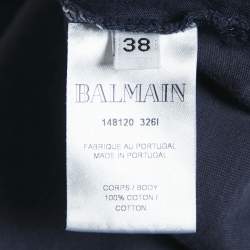 38
BALMAIN
148120 326I
FABRIQUE AU PORTUGAL
MADE IN PORTUGAL
CORPS / BODY
100% COTON /
COTTON